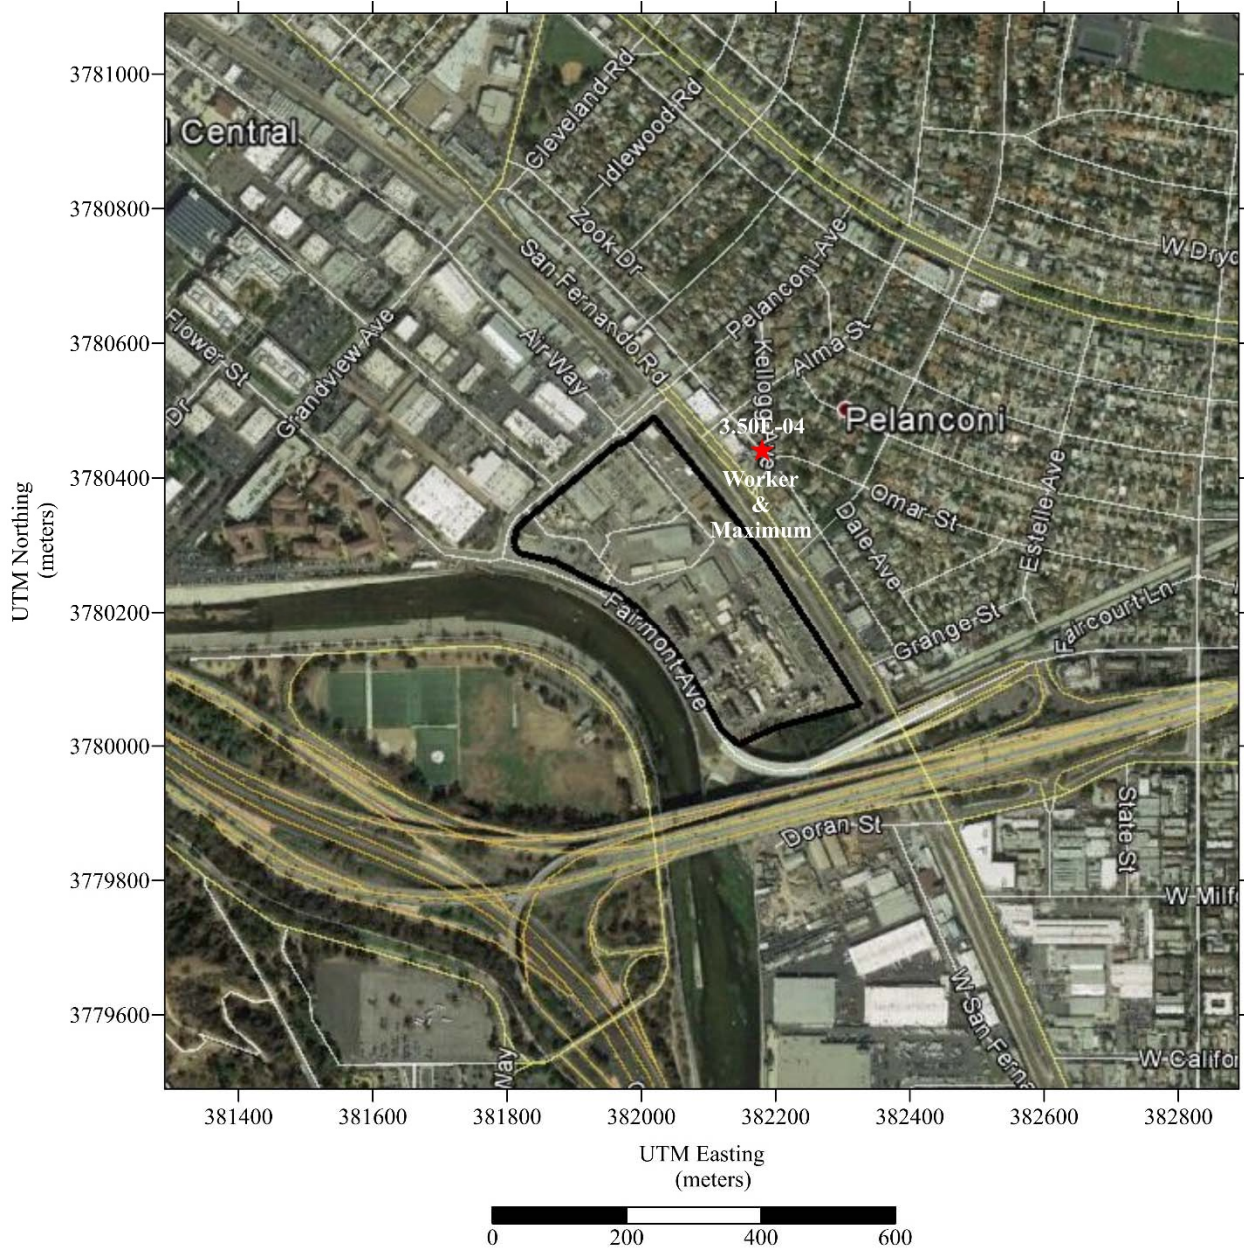 3781000
3780800
3780600
3780400
3780200
3780000
3779800
3779600
UTM Northing
(meters)
l Central
Cleveland Rd
Idlewood Rd
Zook Dr
San Fernando Rd
Pelanconi Ave
W Dryd
Flower St
Grandview Ave
Air Way
Kellogg Ave
Alma St
Dr
Pelanconi
3.50E-04
Worker
&
Maximum
Omar St
Dale Ave
Estelle Ave
Fairmont Ave
Grange St
Faircourt Ln
Doran St
State St
W Milf
W San Ferna
W Califor
Way
381400
381600
381800
382000
382200
382400
382600
382800
UTM Easting
(meters)
0
200
400
600